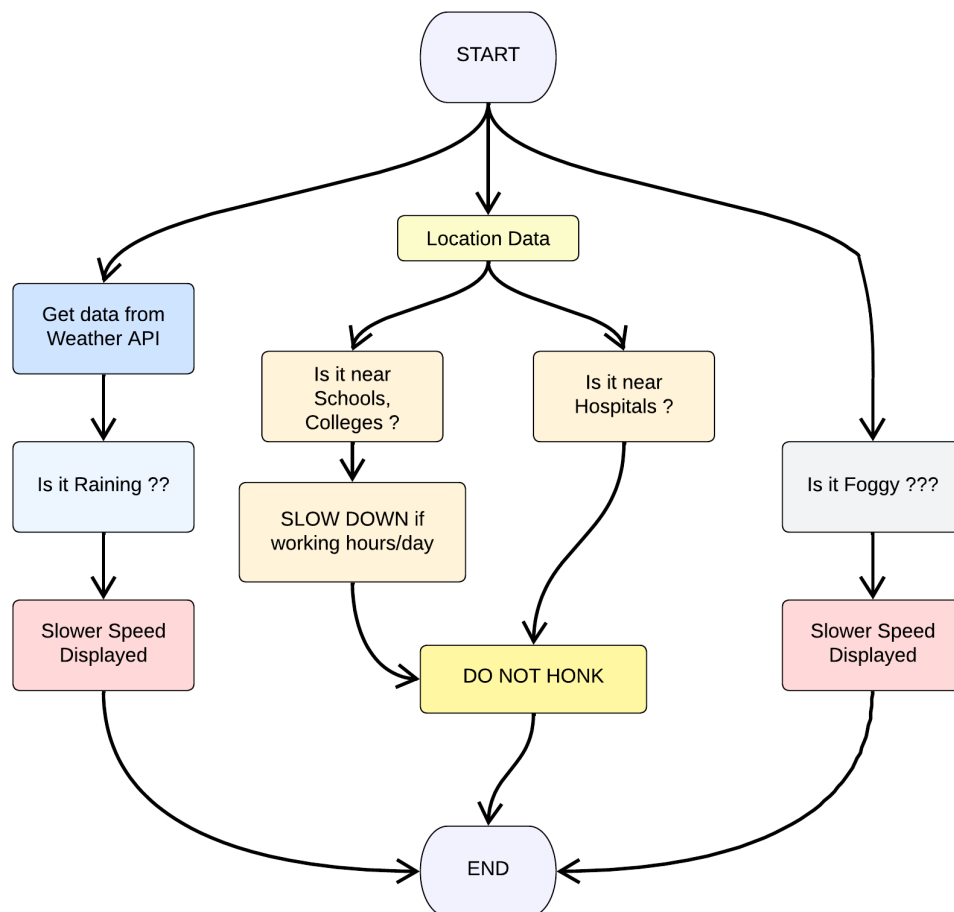 START
Location Data
Get data from
Weather API
Is it near
Schools,
Colleges ?
Is it near
Hospitals ?
Is it Raining ??
SLOW DOWN if
working hours/day
Is it Foggy ???
Slower Speed
Displayed
DO NOT HONK
Slower Speed
Displayed
END